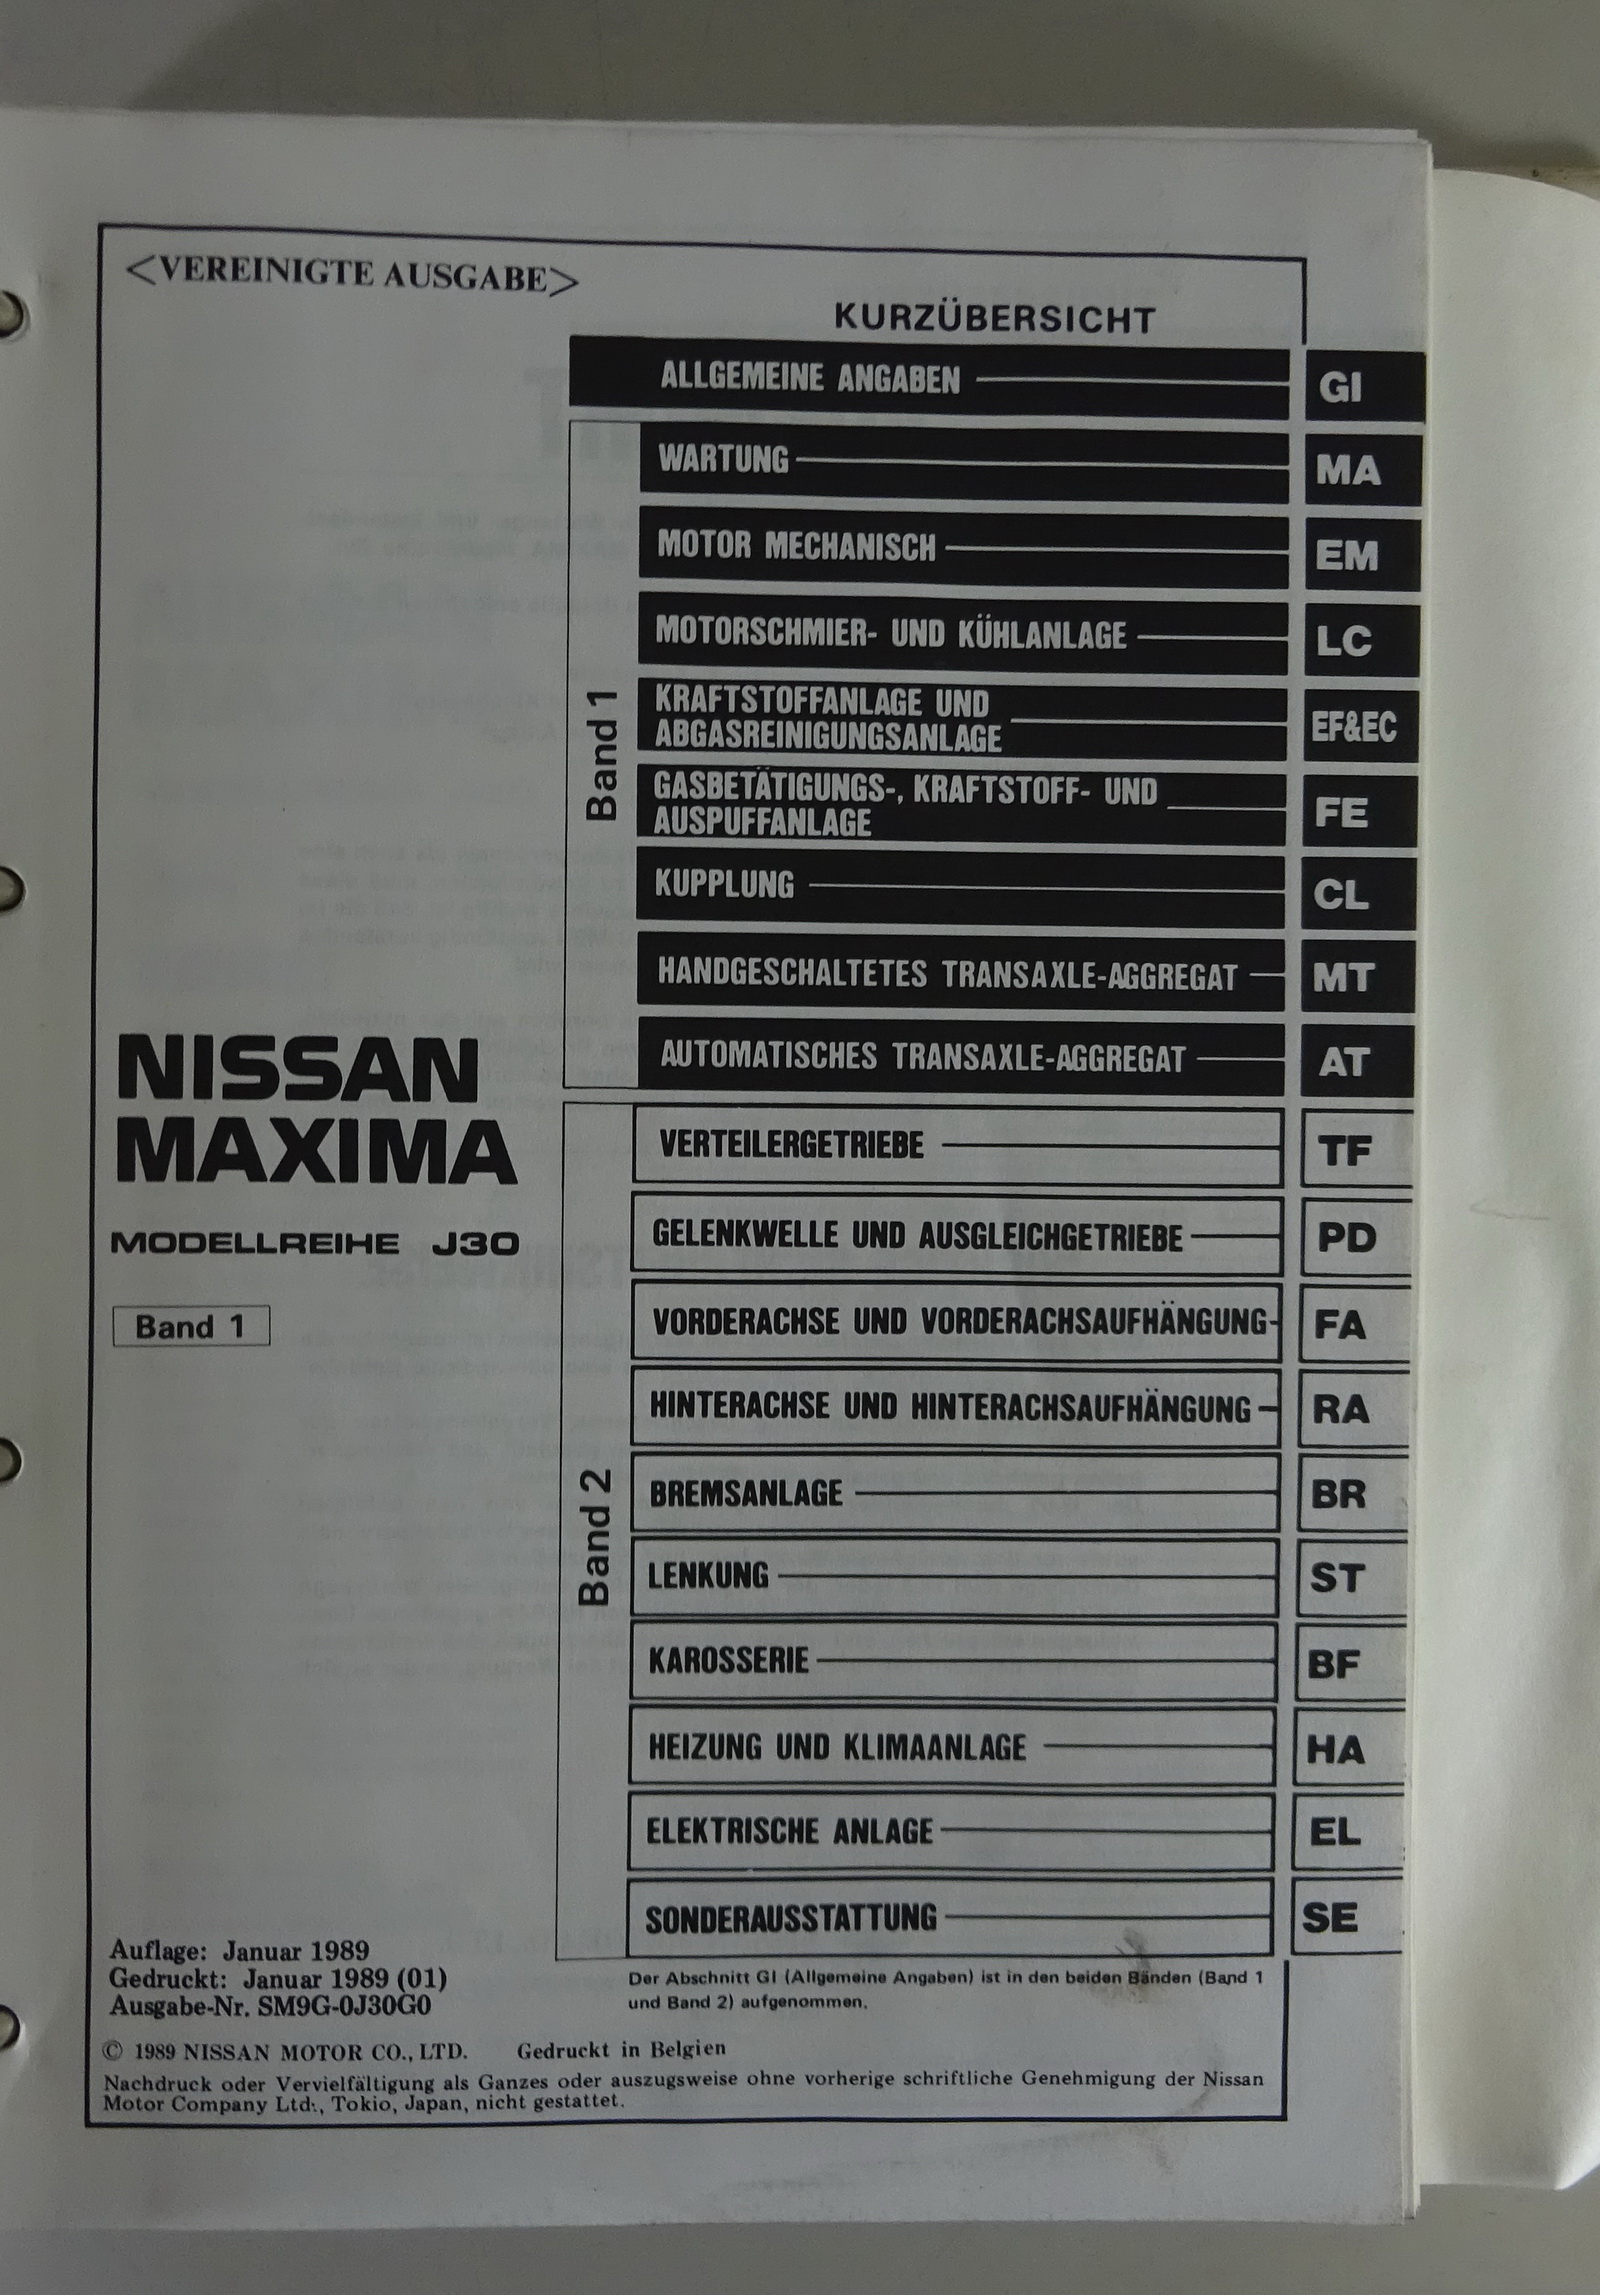 <VEREINIGTE AUSGABE>
KURZÜBERSICHT
ALLGEMEINE ANGABEN GI
Band 1
WARTUNG MA
MOTOR MECHANISCH EM
MOTORSCHMIER- UND KÜHLANLAGE LC
KRAFTSTOFFANLAGE UND
ABGASREINIGUNGSANLAGE EF&EC
GASBETÄTIGUNGS-, KRAFTSTOFF- UND
AUSPUFFANLAGE FE
KUPPLUNG CL
HANDGESCHALTETES TRANSAXLE-AGGREGAT MT
AUTOMATISCHES TRANSAXLE-AGGREGAT AT
Band 2
VERTEILERGETRIEBE TF
GELENKWELLE UND AUSGLEICHGETRIEBE PD
VORDERACHSE UND VORDERACHSAUFHÄNGUNG FA
HINTERACHSE UND HINTERACHSAUFHÄNGUNG RA
BREMSANLAGE BR
LENKUNG ST
KAROSSERIE BF
HEIZUNG UND KLIMAANLAGE HA
ELEKTRISCHE ANLAGE EL
SONDERAUSSTATTUNG SE
NISSAN
MAXIMA
MODELLREIHE J30
Band 1
Auflage: Januar 1989
Gedruckt: Januar 1989 (01)
Ausgabe-Nr. SM9G-0J30G0
Der Abschnitt GI (Allgemeine Angaben) ist in den beiden Bänden (Band 1
und Band 2) aufgenommen.
© 1989 NISSAN MOTOR CO., LTD. Gedruckt in Belgien
Nachdruck oder Vervielfältigung als Ganzes oder auszugsweise ohne vorherige schriftliche Genehmigung der Nissan
Motor Company Ltd., Tokio, Japan, nicht gestattet.